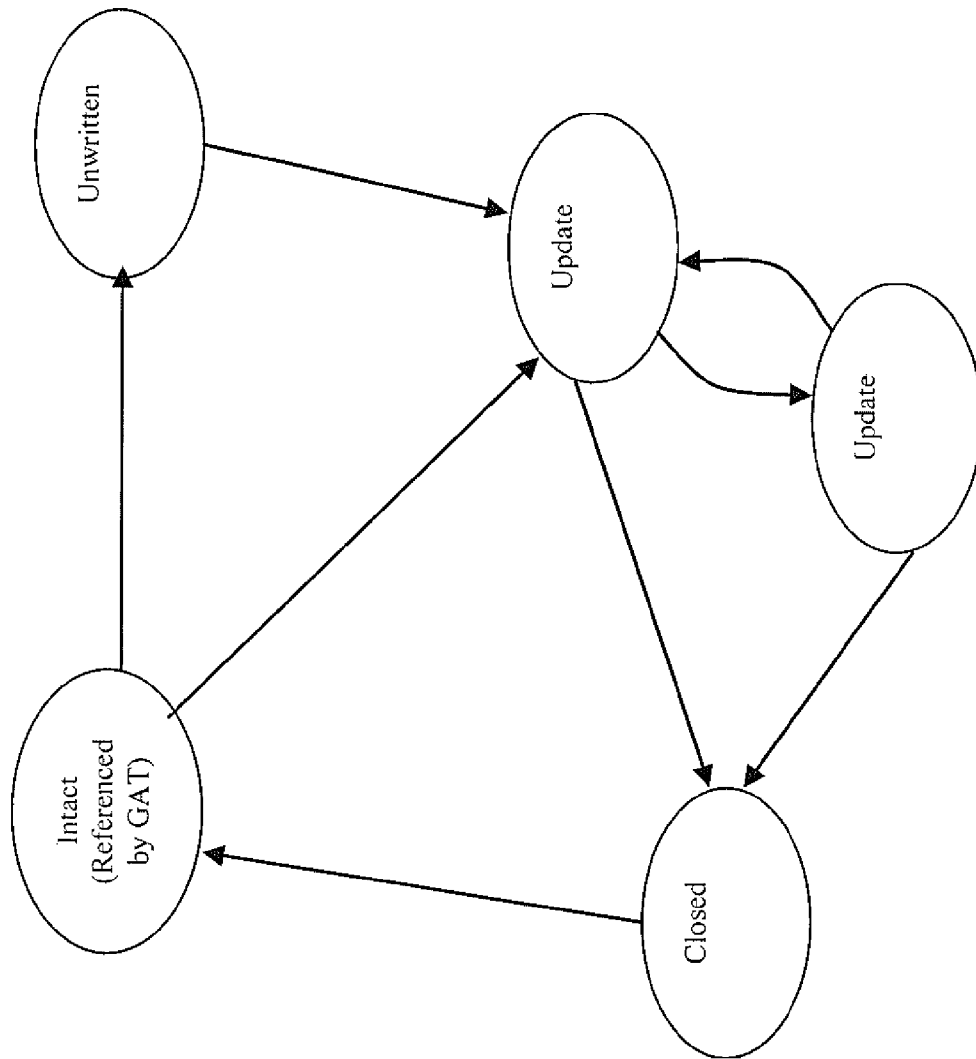 Intact
(Referenced
by GAT)
Unwritten
Update
Update
Closed